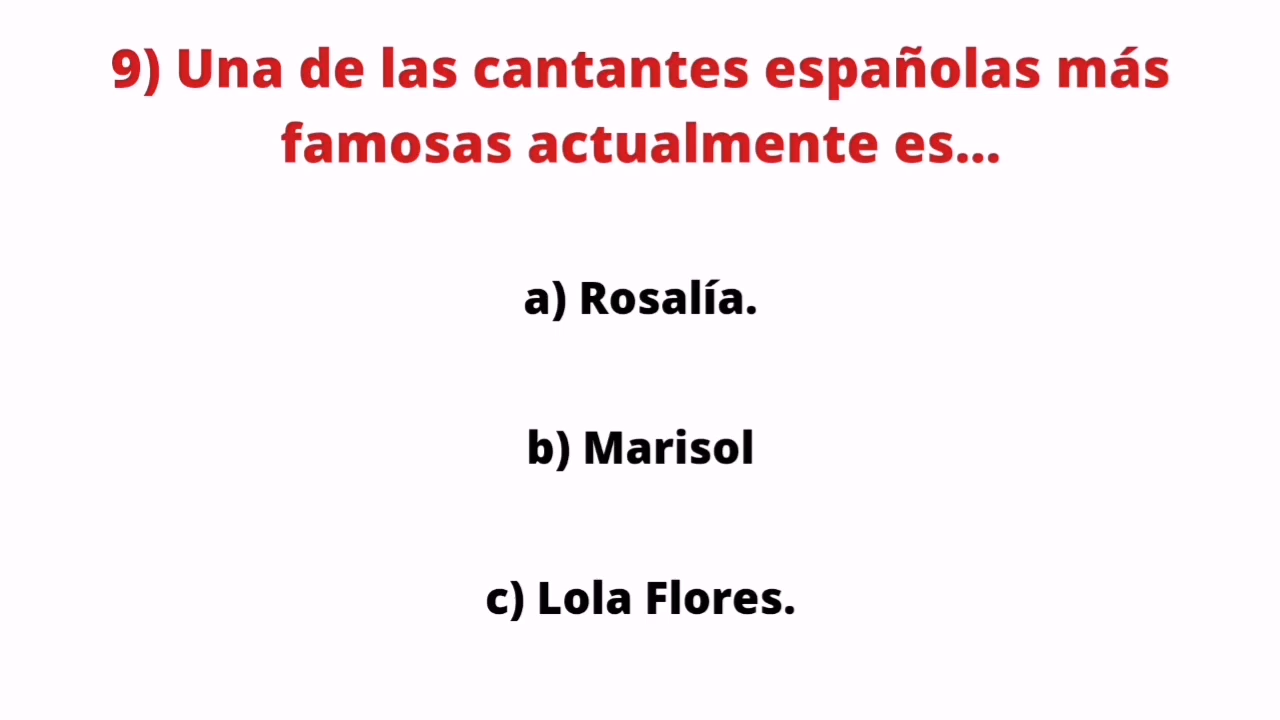 9) Una de las cantantes españolas más
famosas actualmente es...
a) Rosalía.
b) Marisol
c) Lola Flores.